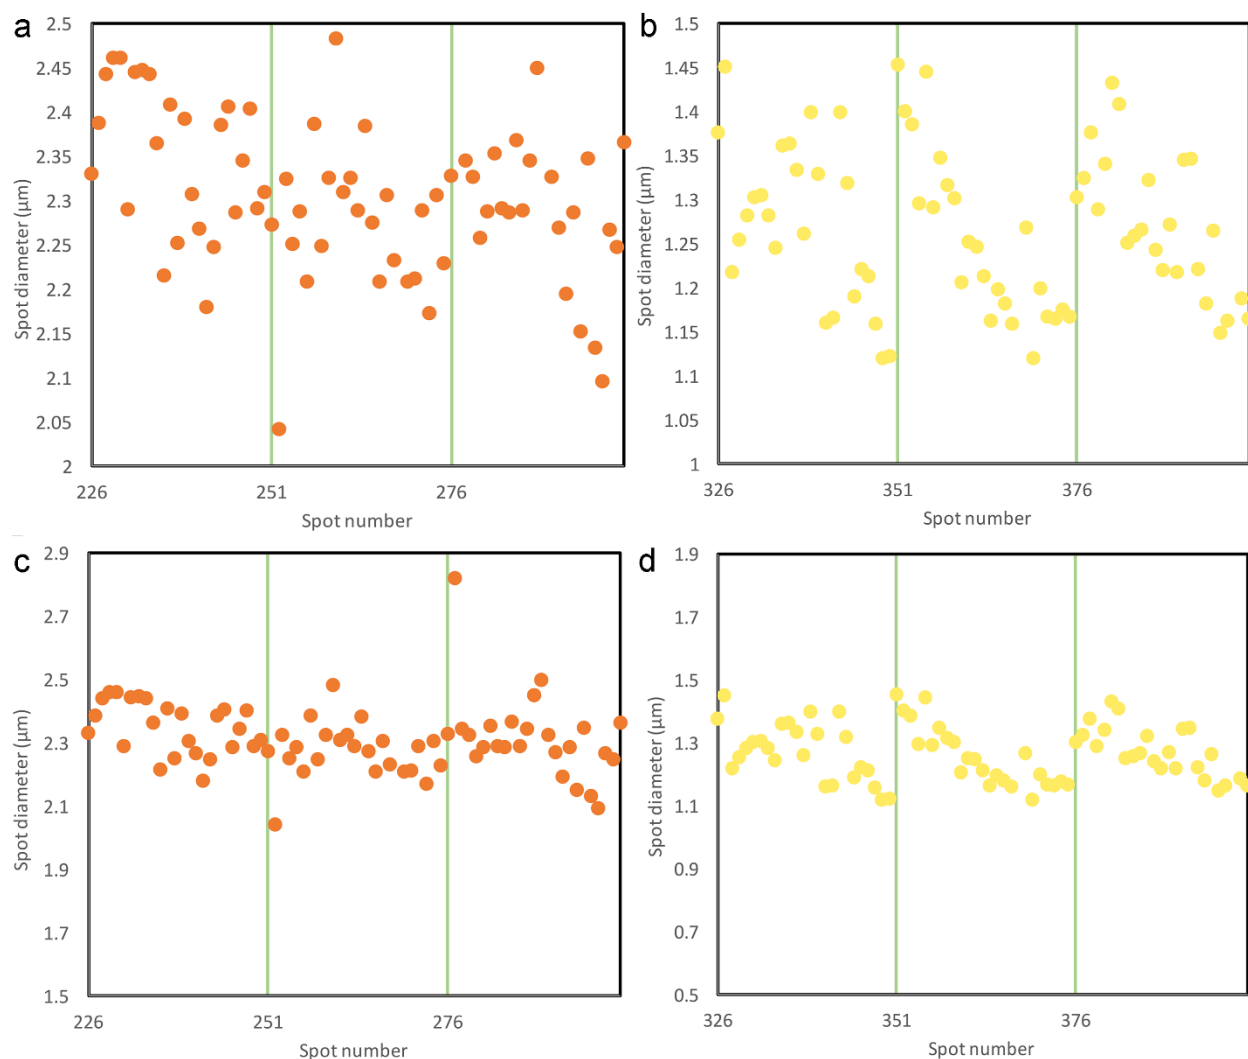 a
2.5
2.45
2.4
2.35
2.3
2.25
2.2
2.15
2.1
2.05
2
Spot diameter (μm)
226 251 276
Spot number
b
1.5
1.45
1.4
1.35
1.3
1.25
1.2
1.15
1.1
1.05
1
Spot diameter (μm)
326 351 376
Spot number
c
2.9
2.7
2.5
2.3
2.1
1.9
1.7
1.5
Spot diameter (μm)
226 251 276
Spot number
d
1.9
1.7
1.5
1.3
1.1
0.9
0.7
0.5
Spot diameter (μm)
326 351 376
Spot number